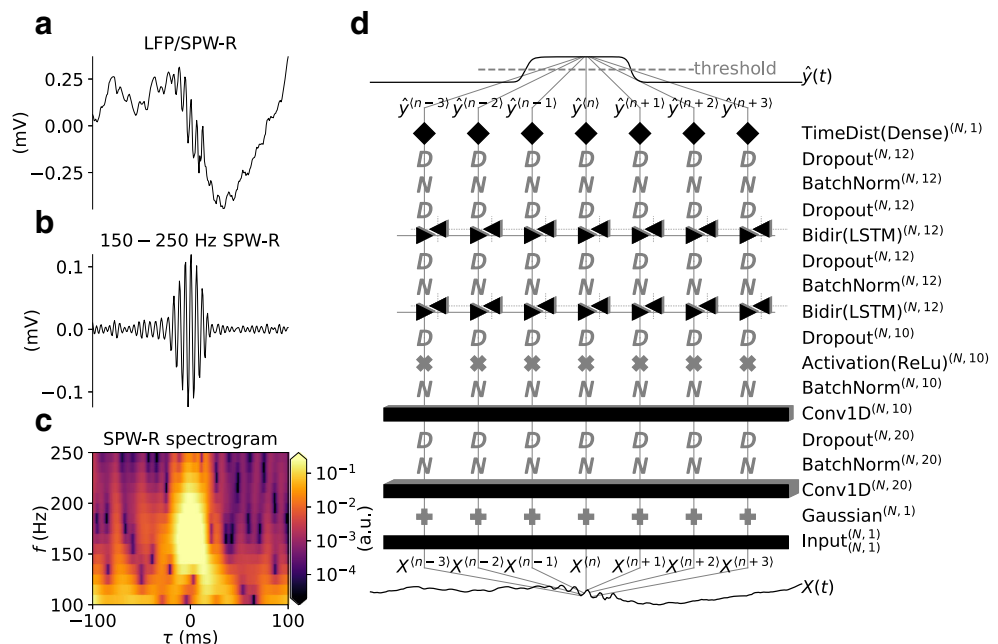 a
LFP/SPW-R
0.25
0.00
−0.25
(mV)
b
150 − 250 Hz SPW-R
0.1
0.0
−0.1
(mV)
c
SPW-R spectrogram
250
200
150
100
f (Hz)
−100
0
100
τ (ms)
10⁻¹
10⁻²
10⁻³
10⁻⁴
(a.u.)
d
threshold
ŷ(t)
ŷ⁽ⁿ⁻³⁾ ŷ⁽ⁿ⁻²⁾ ŷ⁽ⁿ⁻¹⁾ ŷ⁽ⁿ⁾ ŷ⁽ⁿ⁺¹⁾ ŷ⁽ⁿ⁺²⁾ ŷ⁽ⁿ⁺³⁾
TimeDist(Dense)^(N, 1)
D D D D D D D Dropout^(N, 12)
N N N N N N N BatchNorm^(N, 12)
D D D D D D D Dropout^(N, 12)
Bidir(LSTM)^(N, 12)
D D D D D D D Dropout^(N, 12)
N N N N N N N BatchNorm^(N, 12)
Bidir(LSTM)^(N, 12)
D D D D D D D Dropout^(N, 10)
Activation(ReLu)^(N, 10)
N N N N N N N BatchNorm^(N, 10)
Conv1D^(N, 10)
D D D D D D D Dropout^(N, 20)
N N N N N N N BatchNorm^(N, 20)
Conv1D^(N, 20)
Gaussian^(N, 1)
Input^(N, 1)_(N, 1)
X⁽ⁿ⁻³⁾ X⁽ⁿ⁻²⁾ X⁽ⁿ⁻¹⁾ X⁽ⁿ⁾ X⁽ⁿ⁺¹⁾ X⁽ⁿ⁺²⁾ X⁽ⁿ⁺³⁾
X(t)